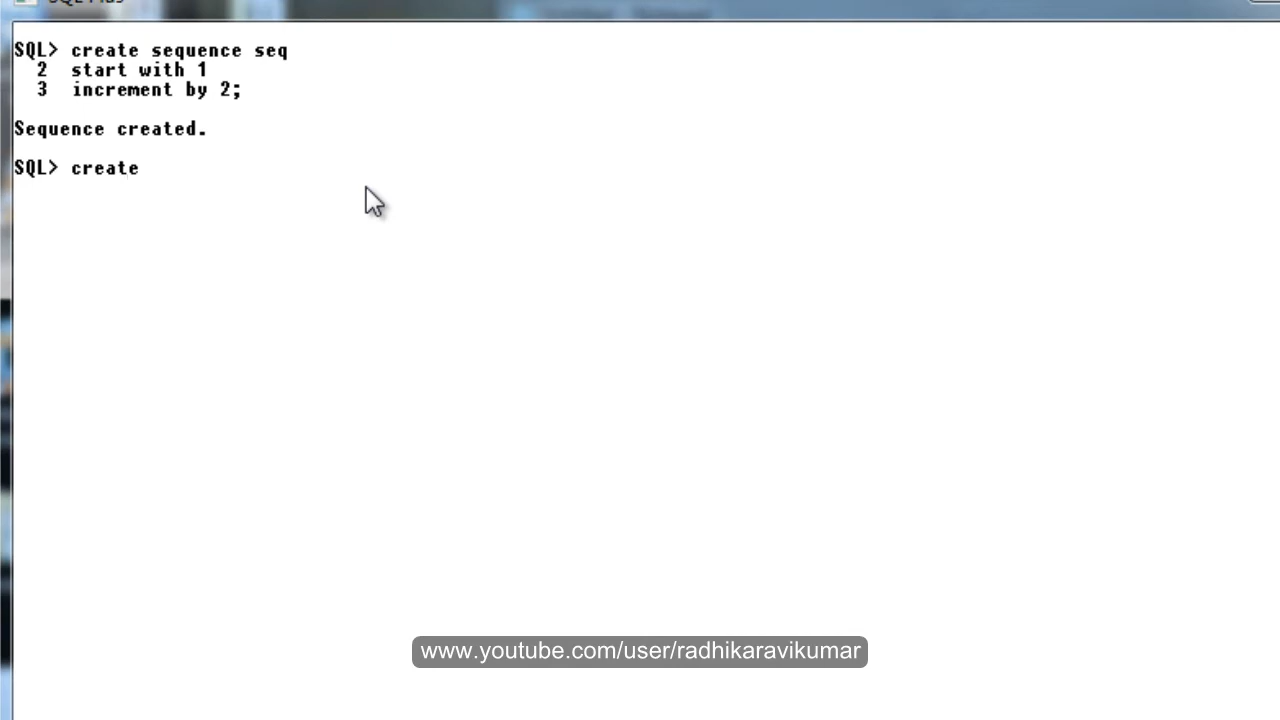 SQL> create sequence seq
2 start with 1
3 increment by 2;
Sequence created.
SQL> create
www.youtube.com/user/radhikaravikumar